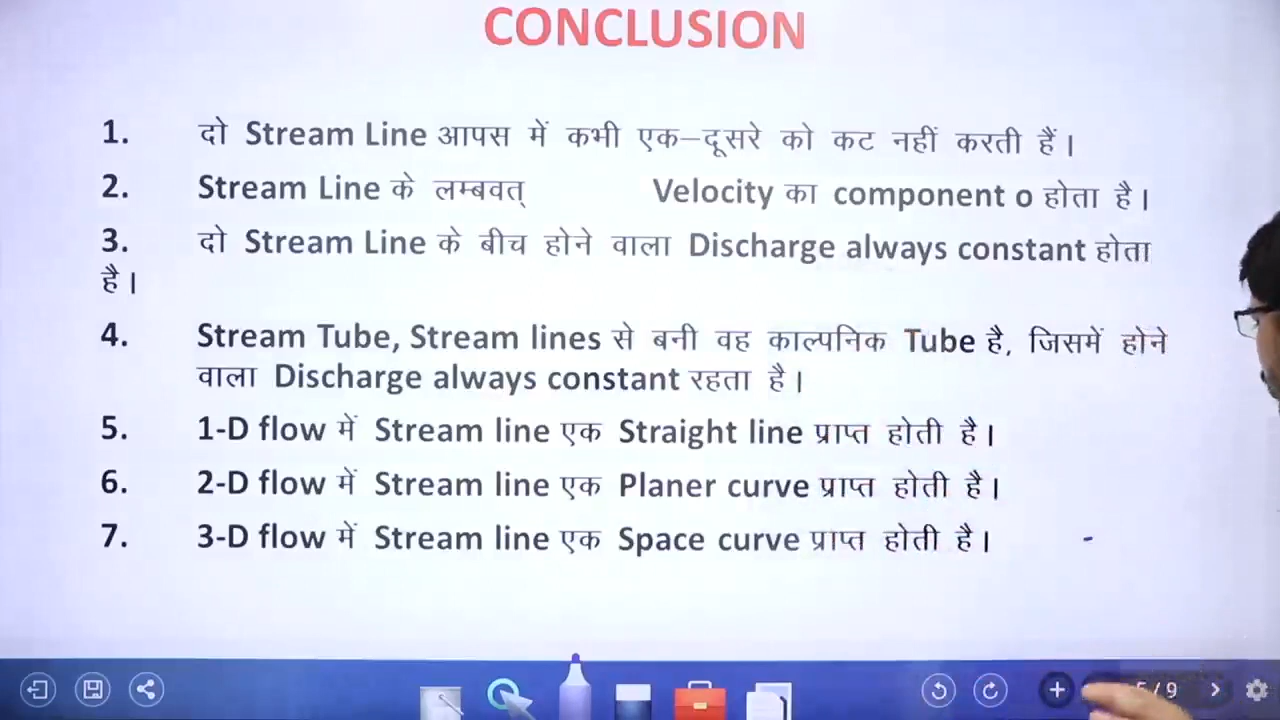 CONCLUSION
1. दो Stream Line आपस में कभी एक–दूसरे को कट नहीं करती हैं।
2. Stream Line के लम्बवत् Velocity का component o होता है।
3. दो Stream Line के बीच होने वाला Discharge always constant होता
है।
4. Stream Tube, Stream lines से बनी वह काल्पनिक Tube है, जिसमें होने
वाला Discharge always constant रहता है।
5. 1-D flow में Stream line एक Straight line प्राप्त होती है।
6. 2-D flow में Stream line एक Planer curve प्राप्त होती है।
7. 3-D flow में Stream line एक Space curve प्राप्त होती है।
5/9